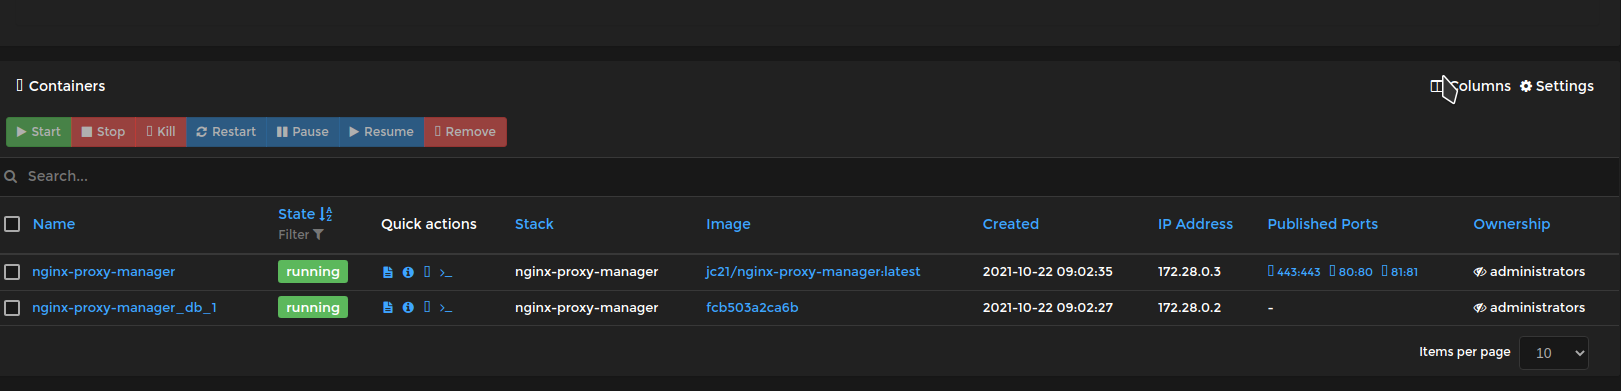 Containers
Columns Settings
Start Stop Kill Restart Pause Resume Remove
Search...
Name State Quick actions Stack Image Created IP Address Published Ports Ownership
Filter
nginx-proxy-manager running >_ nginx-proxy-manager jc21/nginx-proxy-manager:latest 2021-10-22 09:02:35 172.28.0.3 443:443 80:80 81:81 administrators
nginx-proxy-manager_db_1 running >_ nginx-proxy-manager fcb503a2ca6b 2021-10-22 09:02:27 172.28.0.2 - administrators
Items per page 10